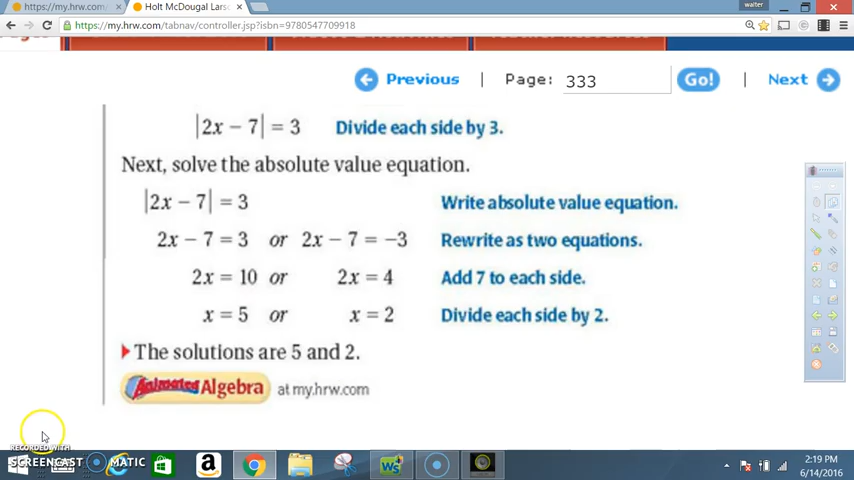 https://my.hrw.com/
Holt McDougal Lars
walter
https://my.hrw.com/tabnav/controller.jsp?isbn=9780547709918
Previous | Page: 333 Go! | Next
|2x − 7| = 3 Divide each side by 3.
Next, solve the absolute value equation.
|2x − 7| = 3 Write absolute value equation.
2x − 7 = 3 or 2x − 7 = −3 Rewrite as two equations.
2x = 10 or 2x = 4 Add 7 to each side.
x = 5 or x = 2 Divide each side by 2.
The solutions are 5 and 2.
Animated Algebra at my.hrw.com
RECORDED WITH
SCREENCAST MATIC
2:19 PM
6/14/2016